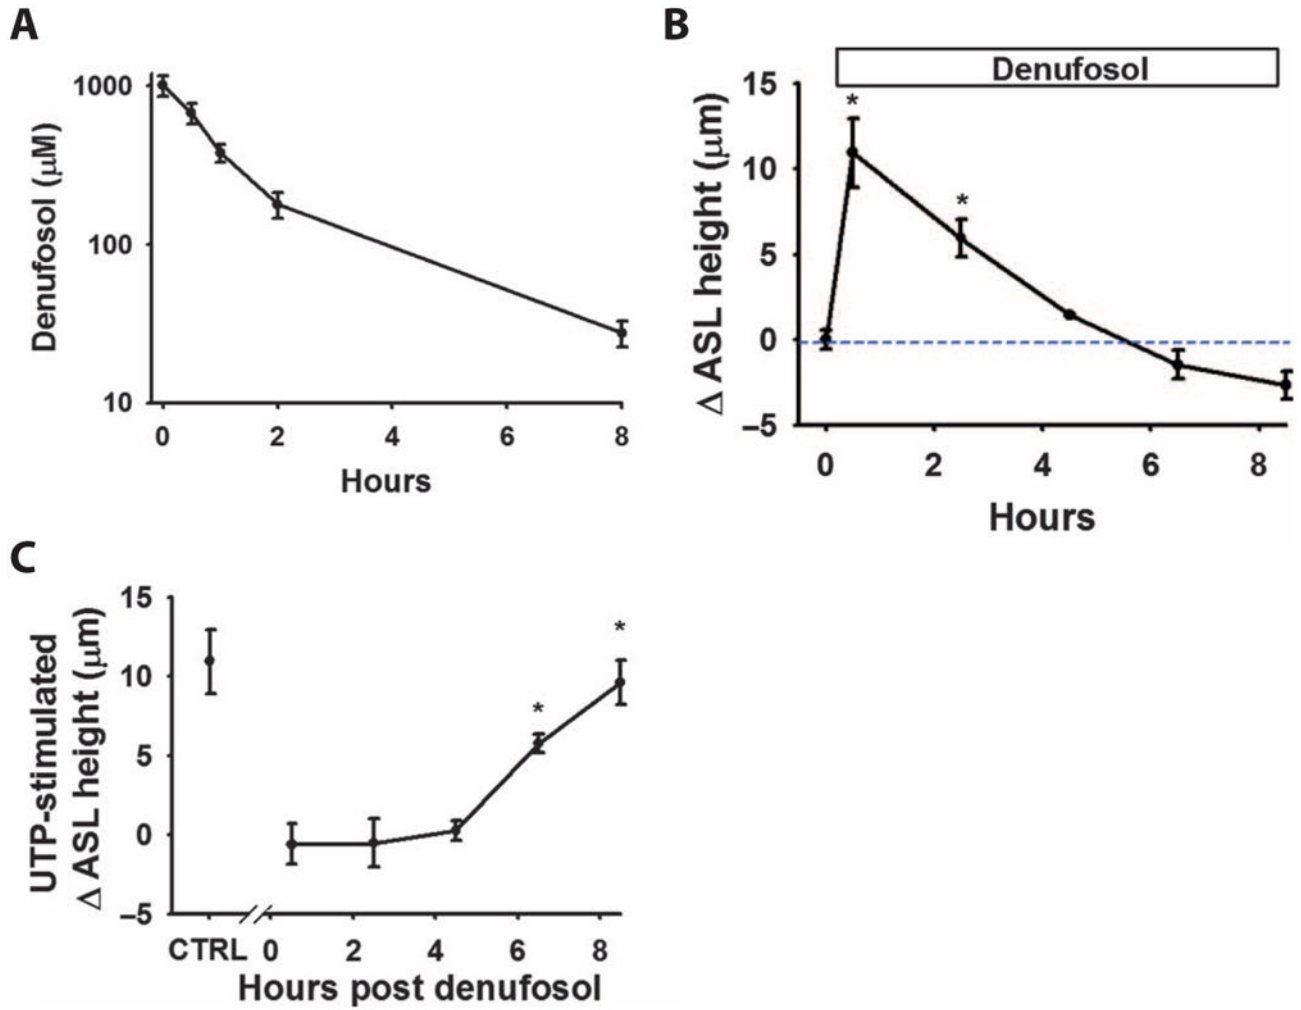 A
1000
100
10
Denufosol (μM)
0 2 4 6 8
Hours
B
Denufosol
*
*
15
10
5
0
–5
Δ ASL height (μm)
0 2 4 6 8
Hours
C
15
10
5
0
–5
UTP-stimulated
Δ ASL height (μm)
*
*
CTRL 0 2 4 6 8
Hours post denufosol